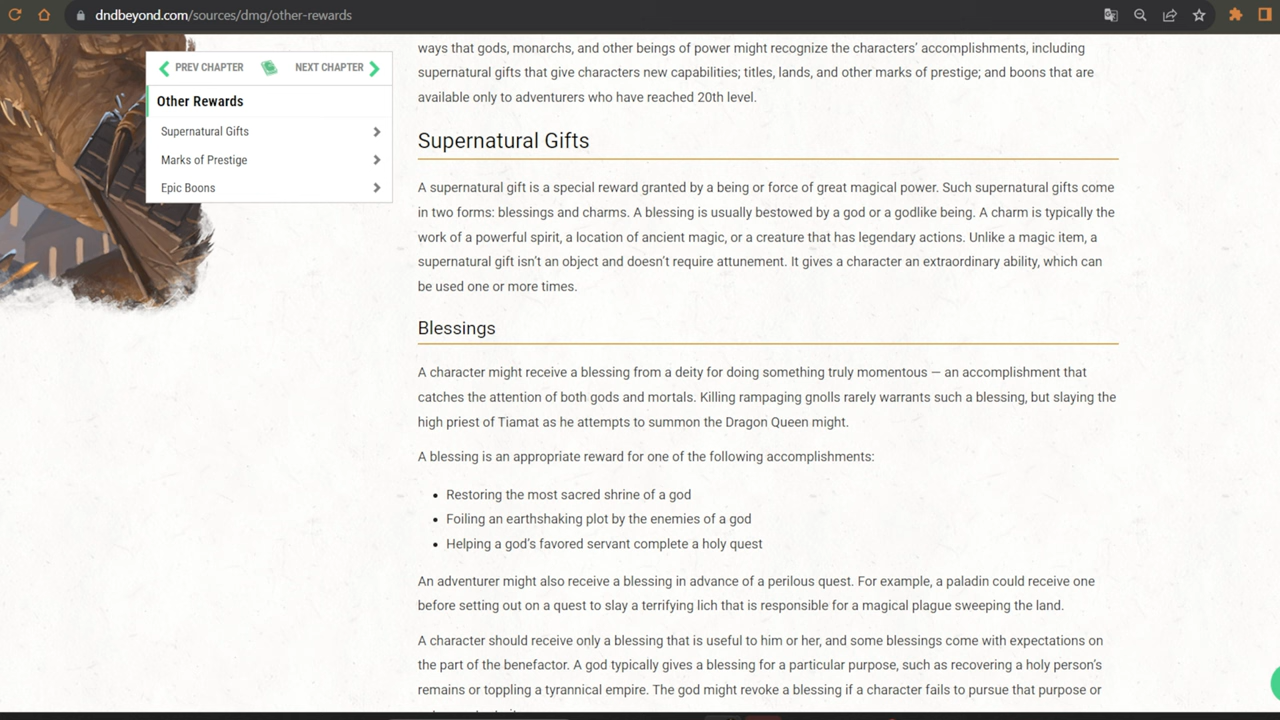 dndbeyond.com/sources/dmg/other-rewards
PREV CHAPTER
NEXT CHAPTER
Other Rewards
Supernatural Gifts
Marks of Prestige
Epic Boons
ways that gods, monarchs, and other beings of power might recognize the characters’ accomplishments, including
supernatural gifts that give characters new capabilities; titles, lands, and other marks of prestige; and boons that are
available only to adventurers who have reached 20th level.
Supernatural Gifts
A supernatural gift is a special reward granted by a being or force of great magical power. Such supernatural gifts come
in two forms: blessings and charms. A blessing is usually bestowed by a god or a godlike being. A charm is typically the
work of a powerful spirit, a location of ancient magic, or a creature that has legendary actions. Unlike a magic item, a
supernatural gift isn’t an object and doesn’t require attunement. It gives a character an extraordinary ability, which can
be used one or more times.
Blessings
A character might receive a blessing from a deity for doing something truly momentous — an accomplishment that
catches the attention of both gods and mortals. Killing rampaging gnolls rarely warrants such a blessing, but slaying the
high priest of Tiamat as he attempts to summon the Dragon Queen might.
A blessing is an appropriate reward for one of the following accomplishments:
• Restoring the most sacred shrine of a god
• Foiling an earthshaking plot by the enemies of a god
• Helping a god’s favored servant complete a holy quest
An adventurer might also receive a blessing in advance of a perilous quest. For example, a paladin could receive one
before setting out on a quest to slay a terrifying lich that is responsible for a magical plague sweeping the land.
A character should receive only a blessing that is useful to him or her, and some blessings come with expectations on
the part of the benefactor. A god typically gives a blessing for a particular purpose, such as recovering a holy person’s
remains or toppling a tyrannical empire. The god might revoke a blessing if a character fails to pursue that purpose or